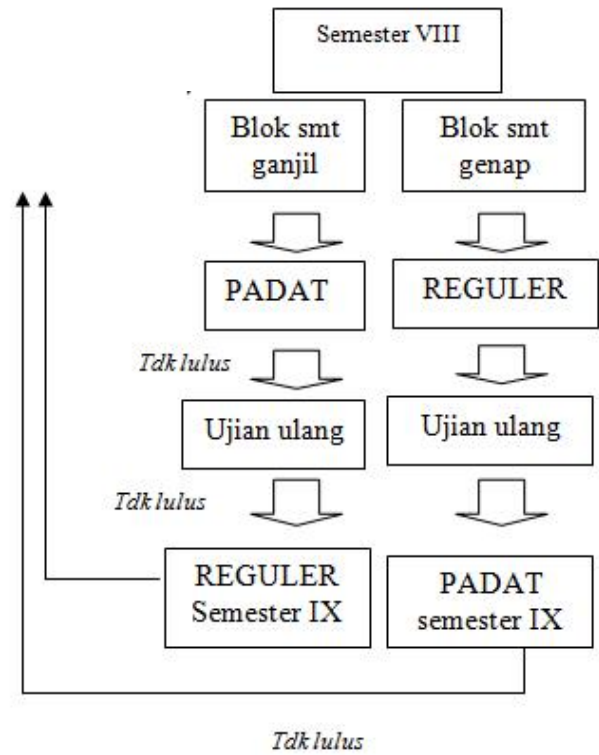 Semester VIII
Blok smt
ganjil
Blok smt
genap
PADAT
REGULER
Tdk lulus
Ujian ulang
Ujian ulang
Tdk lulus
REGULER
Semester IX
PADAT
semester IX
Tdk lulus